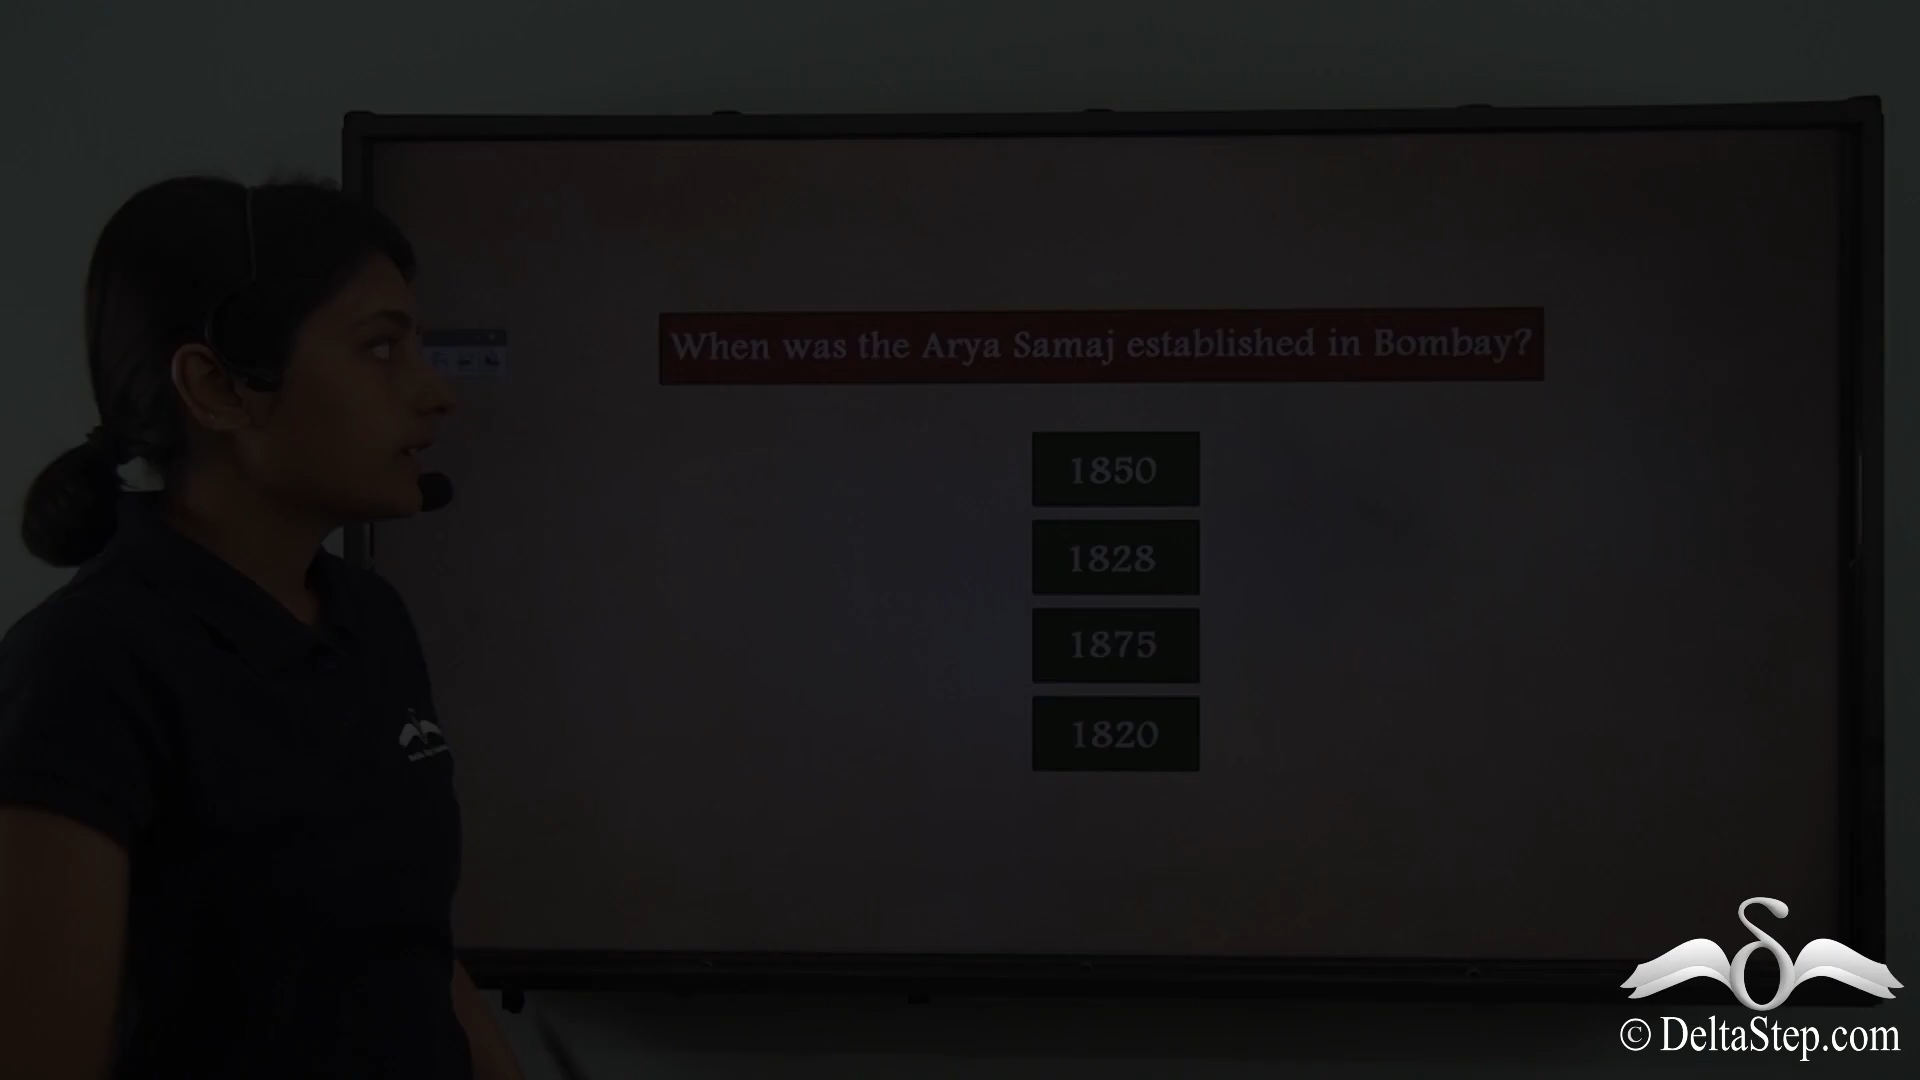 When was the Arya Samaj established in Bombay?
1850
1828
1875
1820
© DeltaStep.com